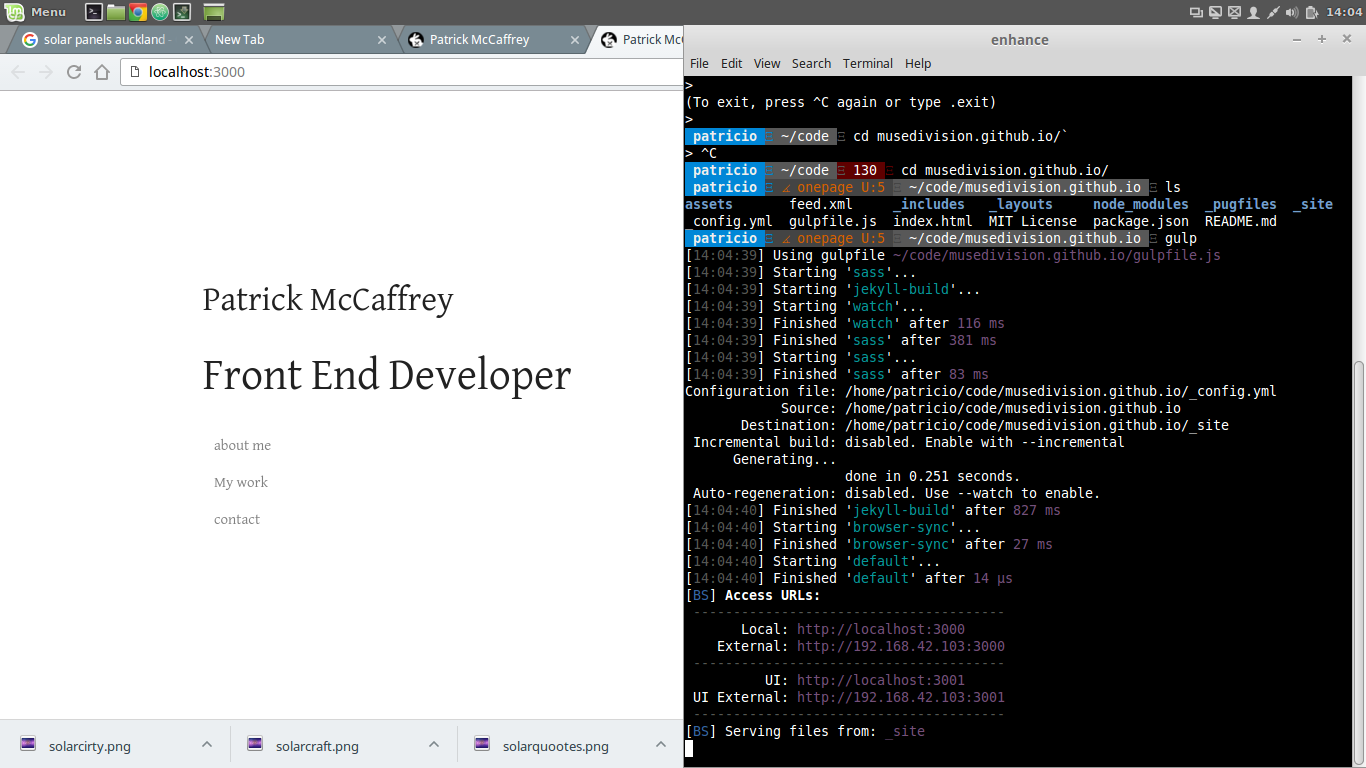 Menu
14:04
solar panels auckland -
New Tab
Patrick McCaffrey
Patrick McC
localhost:3000
Patrick McCaffrey
Front End Developer
about me
My work
contact
solarcirty.png
solarcraft.png
solarquootes.png
enhance
File Edit View Search Terminal Help
>
(To exit, press ^C again or type .exit)
>
patricio ~/code cd musedivision.github.io/`
> ^C
patricio ~/code 130 cd musedivision.github.io/
patricio onepage U:5 ~/code/musedivision.github.io ls
assets feed.xml _includes _layouts node_modules _pugfiles _site
_config.yml gulpfile.js index.html MIT License package.json README.md
patricio onepage U:5 ~/code/musedivision.github.io gulp
[14:04:39] Using gulpfile ~/code/musedivision.github.io/gulpfile.js
[14:04:39] Starting 'sass'...
[14:04:39] Starting 'jekyll-build'...
[14:04:39] Starting 'watch'...
[14:04:39] Finished 'watch' after 116 ms
[14:04:39] Finished 'sass' after 381 ms
[14:04:39] Starting 'sass'...
[14:04:39] Finished 'sass' after 83 ms
Configuration file: /home/patricio/code/musedivision.github.io/_config.yml
Source: /home/patricio/code/musedivision.github.io
Destination: /home/patricio/code/musedivision.github.io/_site
Incremental build: disabled. Enable with --incremental
Generating...
done in 0.251 seconds.
Auto-regeneration: disabled. Use --watch to enable.
[14:04:40] Finished 'jekyll-build' after 827 ms
[14:04:40] Starting 'browser-sync'...
[14:04:40] Finished 'browser-sync' after 27 ms
[14:04:40] Starting 'default'...
[14:04:40] Finished 'default' after 14 μs
[BS] Access URLs:
---------------------------------------
Local: http://localhost:3000
External: http://192.168.42.103:3000
---------------------------------------
UI: http://localhost:3001
UI External: http://192.168.42.103:3001
---------------------------------------
[BS] Serving files from: _site